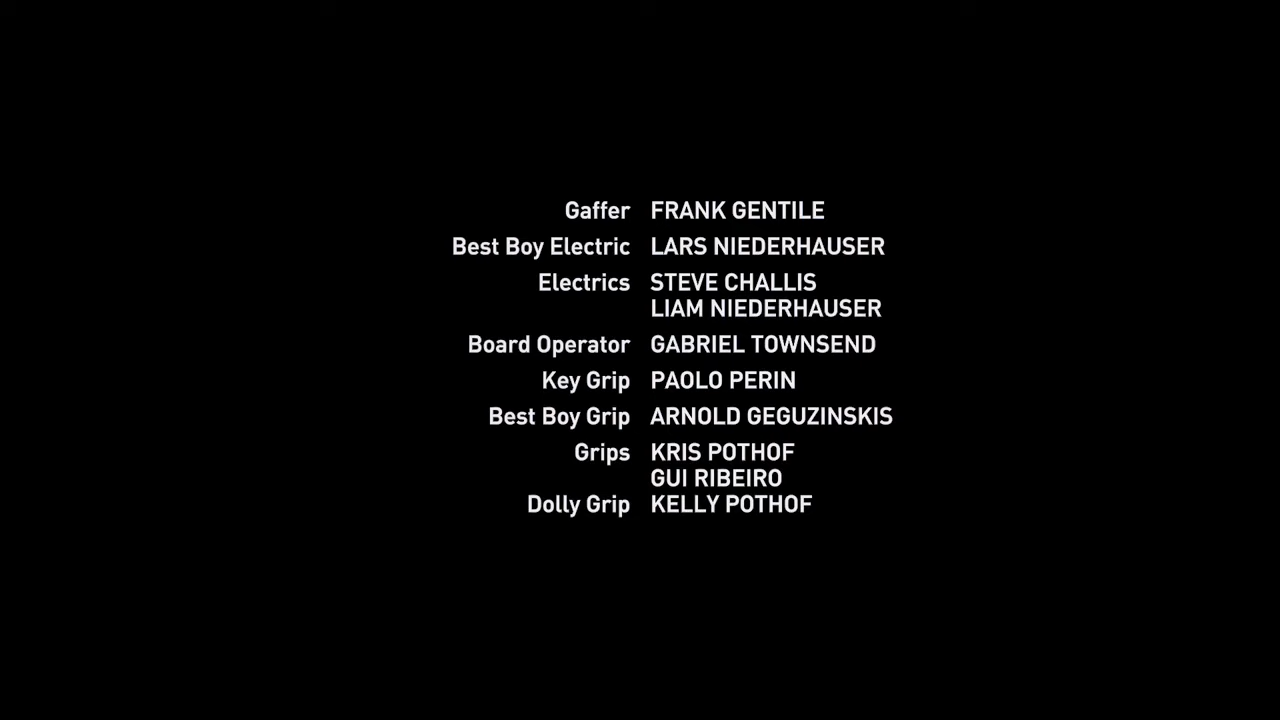 Gaffer FRANK GENTILE
Best Boy Electric LARS NIEDERHAUSER
Electrics STEVE CHALLIS
LIAM NIEDERHAUSER
Board Operator GABRIEL TOWNSEND
Key Grip PAOLO PERIN
Best Boy Grip ARNOLD GEGUZINSKIS
Grips KRIS POTHOF
GUI RIBEIRO
Dolly Grip KELLY POTHOF